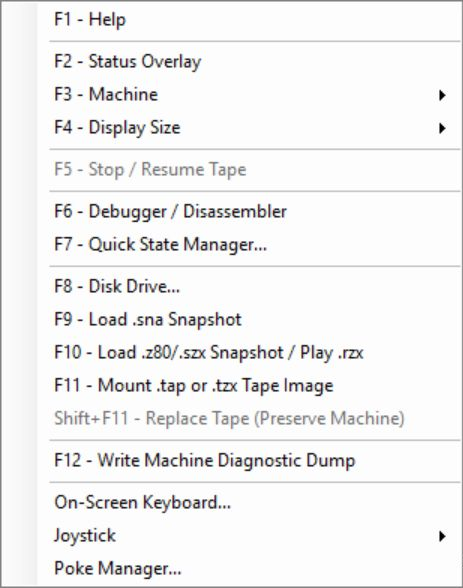 F1 - Help
F2 - Status Overlay
F3 - Machine
F4 - Display Size
F5 - Stop / Resume Tape
F6 - Debugger / Disassembler
F7 - Quick State Manager...
F8 - Disk Drive...
F9 - Load .sna Snapshot
F10 - Load .z80/.szx Snapshot / Play .rzx
F11 - Mount .tap or .tzx Tape Image
Shift+F11 - Replace Tape (Preserve Machine)
F12 - Write Machine Diagnostic Dump
On-Screen Keyboard...
Joystick
Poke Manager...